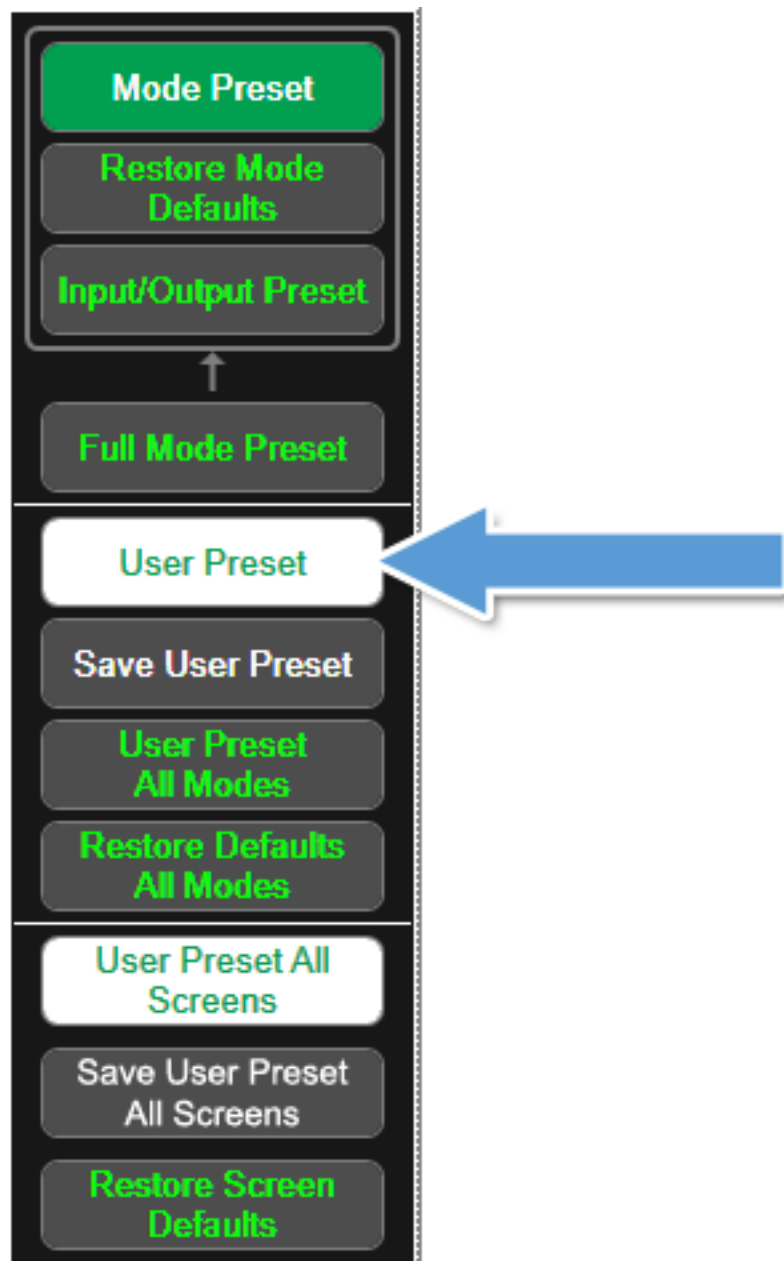 Mode Preset
Restore Mode
Defaults
Input/Output Preset
Full Mode Preset
User Preset
Save User Preset
User Preset
All Modes
Restore Defaults
All Modes
User Preset All
Screens
Save User Preset
All Screens
Restore Screen
Defaults